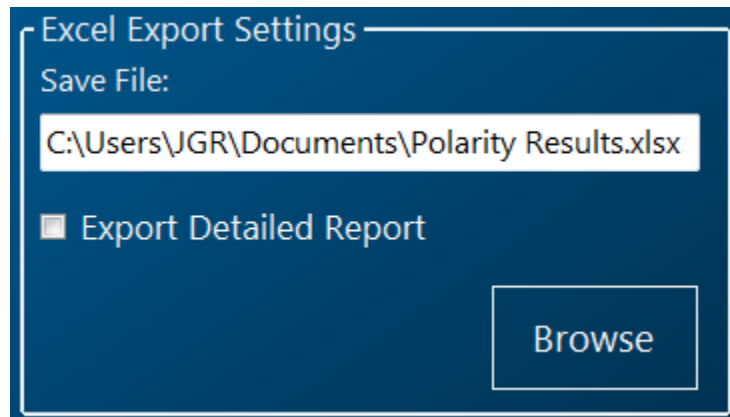 Excel Export Settings
Save File:
C:\Users\JGR\Documents\Polarity Results.xlsx
Export Detailed Report
Browse